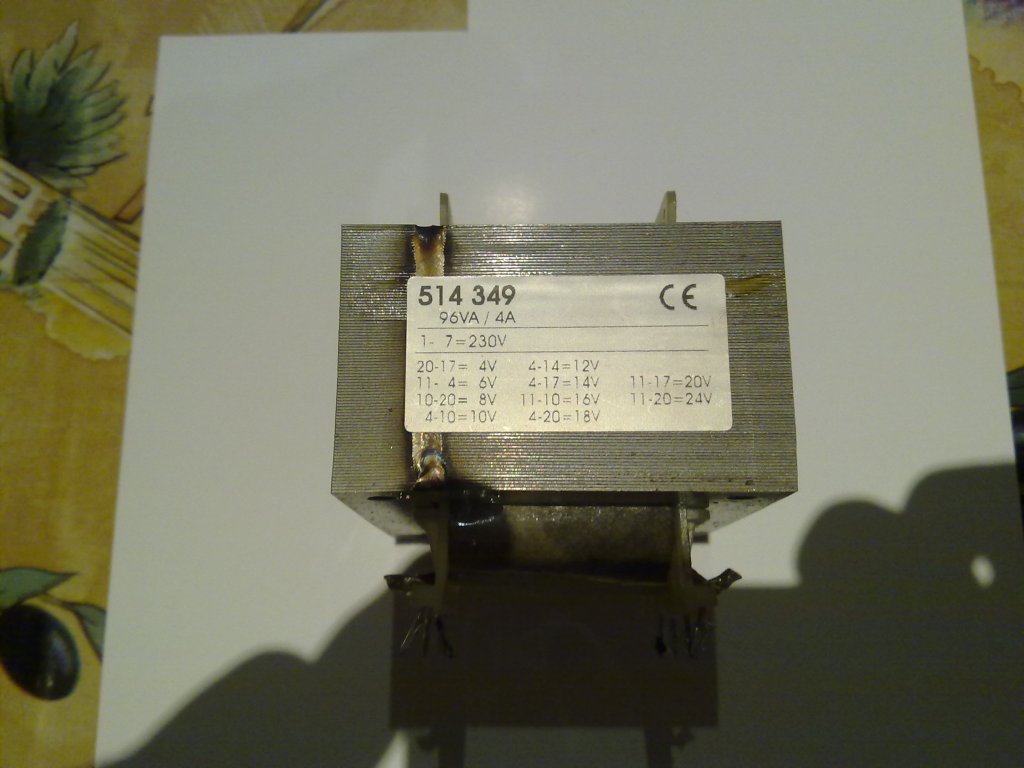 514 349 CE
96VA / 4A
1- 7=230V
20-17= 4V 4-14=12V
11- 4= 6V 4-17=14V 11-17=20V
10-20= 8V 11-10=16V 11-20=24V
4-10=10V 4-20=18V